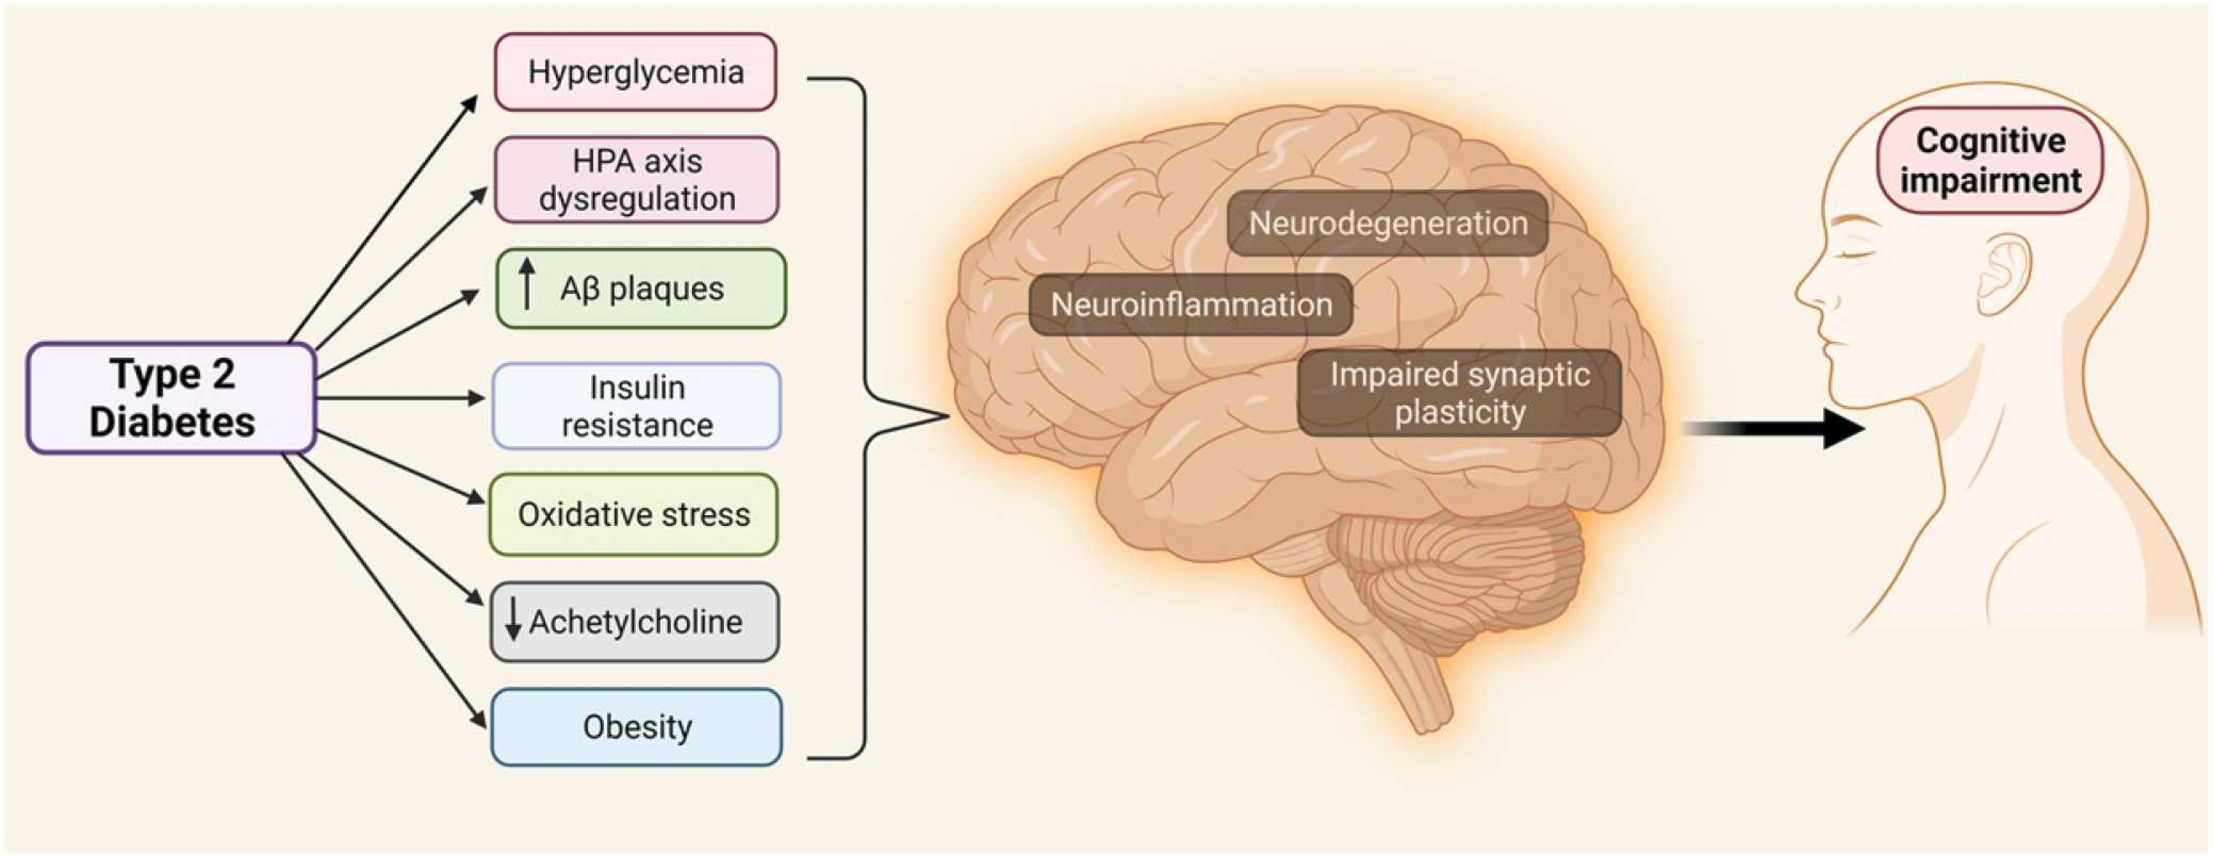 Type 2
Diabetes
Hyperglycemia
HPA axis
dysregulation
↑ Aβ plaques
Insulin
resistance
Oxidative stress
↓ Achetylcholine
Obesity
Neurodegeneration
Neuroinflammation
Impaired synaptic
plasticity
Cognitive
impairment